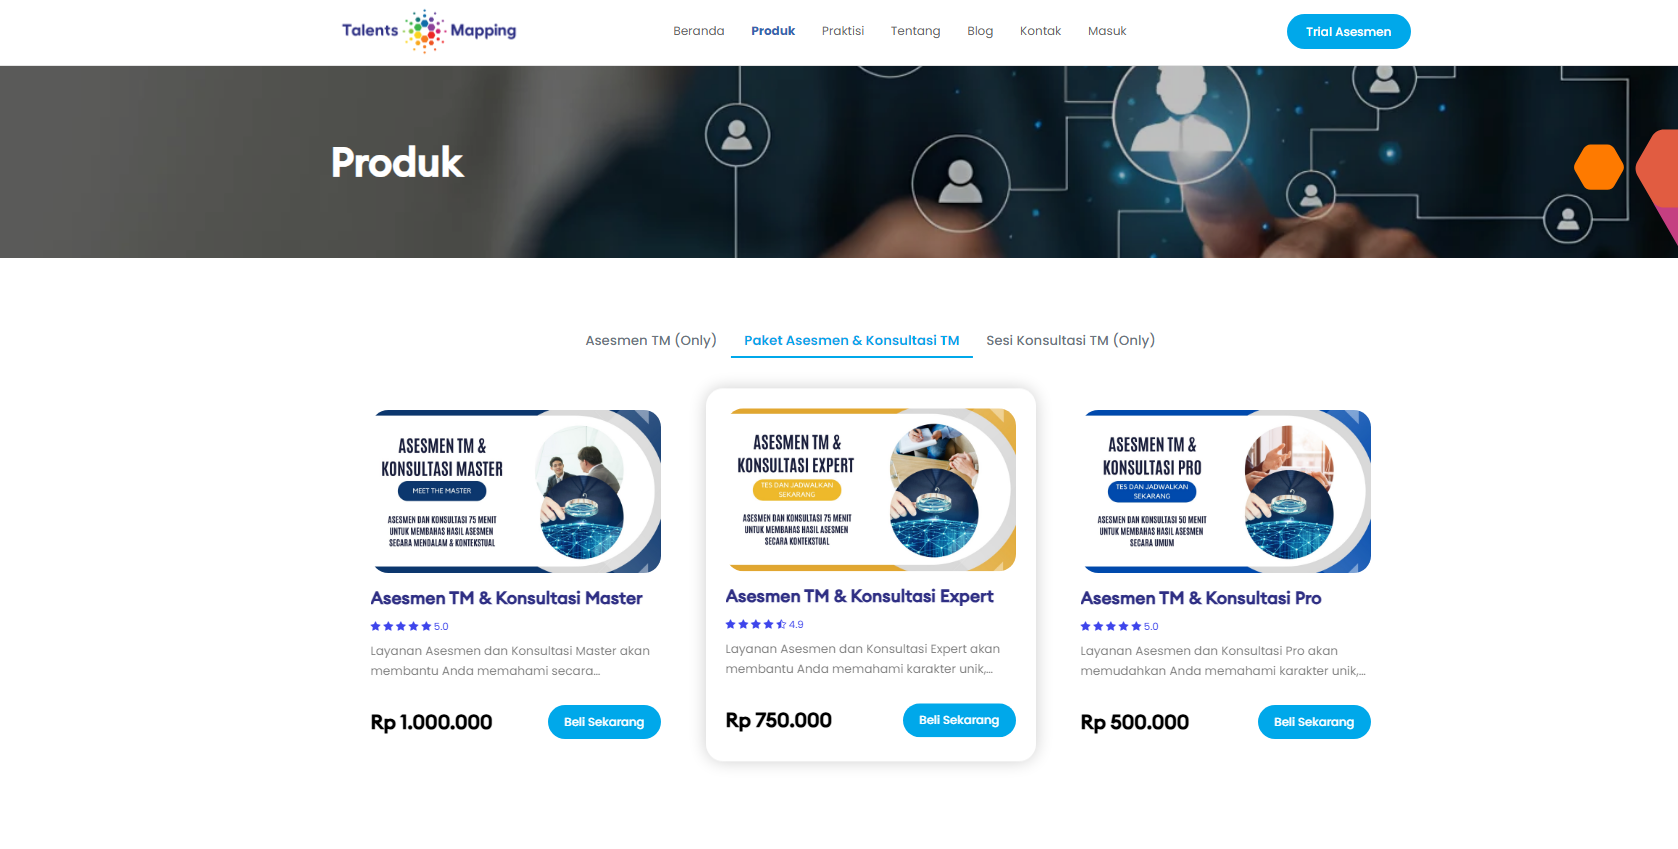 Talents Mapping
Beranda
Produk
Praktisi
Tentang
Blog
Kontak
Masuk
Trial Asesmen
Produk
Asesmen TM (Only)
Paket Asesmen & Konsultasi TM
Sesi Konsultasi TM (Only)
ASESMEN TM &
KONSULTASI MASTER
MEET THE MASTER
ASESMEN DAN KONSULTASI 75 MENIT
UNTUK MEMBAHAS HASIL ASESMEN
SECARA MENDALAM & KONTEKSTUAL
Asesmen TM & Konsultasi Master
5.0
Layanan Asesmen dan Konsultasi Master akan
membantu Anda memahami secara...
Rp 1.000.000
Beli Sekarang
ASESMEN TM &
KONSULTASI EXPERT
TES DAN JADWALKAN
SEKARANG
ASESMEN DAN KONSULTASI 75 MENIT
UNTUK MEMBAHAS HASIL ASESMEN
SECARA KONTEKSTUAL
Asesmen TM & Konsultasi Expert
4.9
Layanan Asesmen dan Konsultasi Expert akan
membantu Anda memahami karakter unik,...
Rp 750.000
Beli Sekarang
ASESMEN TM &
KONSULTASI PRO
TES DAN JADWALKAN
SEKARANG
ASESMEN DAN KONSULTASI 50 MENIT
UNTUK MEMBAHAS HASIL ASESMEN
SECARA UMUM
Asesmen TM & Konsultasi Pro
5.0
Layanan Asesmen dan Konsultasi Pro akan
memudahkan Anda memahami karakter unik,...
Rp 500.000
Beli Sekarang